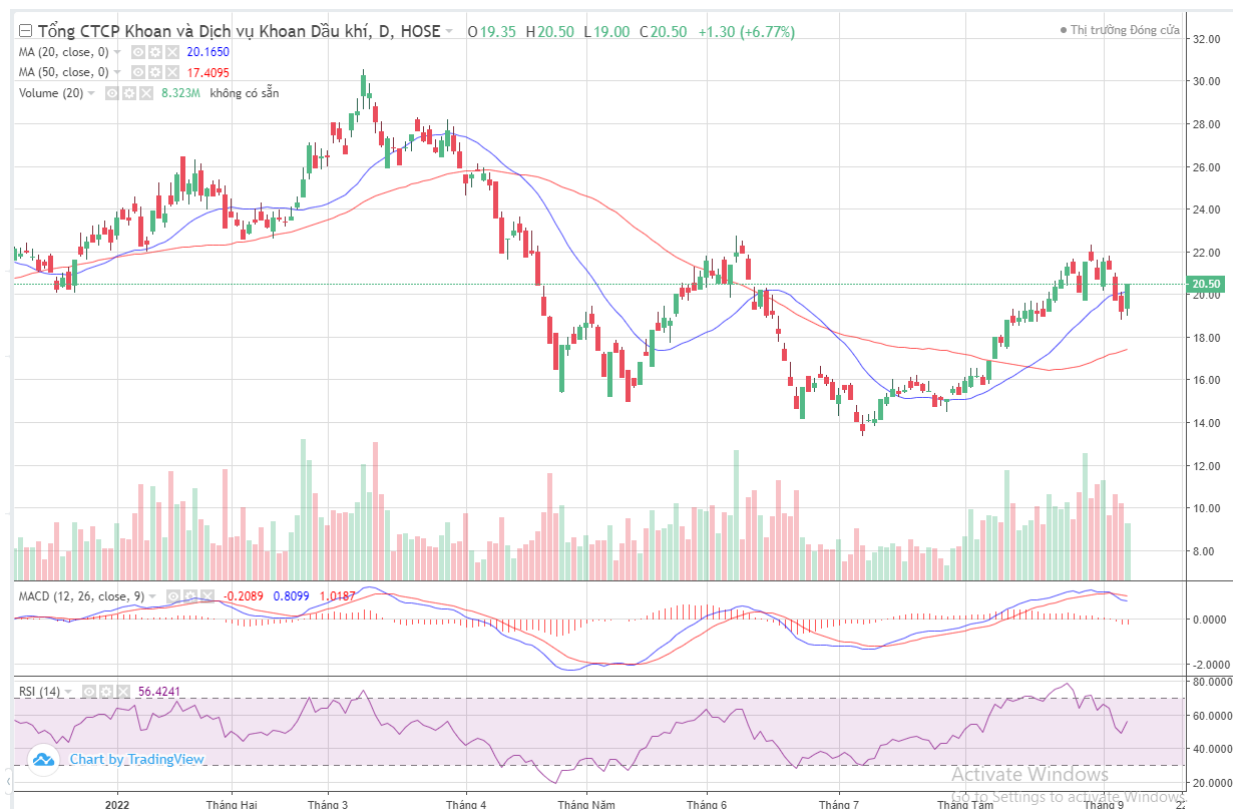 Tổng CTCP Khoan và Dịch vụ Khoan Dầu khí, D, HOSE O19.35 H20.50 L19.00 C20.50 +1.30 (+6.77%)
Thị trường Đóng cửa
MA (20, close, 0) 20.1650
MA (50, close, 0) 17.4095
Volume (20) 8.323M không có sẵn
32.00
30.00
28.00
26.00
24.00
22.00
20.50
20.00
18.00
16.00
14.00
12.00
10.00
8.00
MACD (12, 26, close, 9) -0.2089 0.8099 1.0187
0.0000
-2.0000
RSI (14) 56.4241
80.0000
60.0000
40.0000
20.0000
Chart by TradingView
Activate Windows
Go to Settings to activate Windows.
2022 Tháng Hai Tháng 3 Tháng 4 Tháng Năm Tháng 6 Tháng 7 Tháng Tám Tháng 9